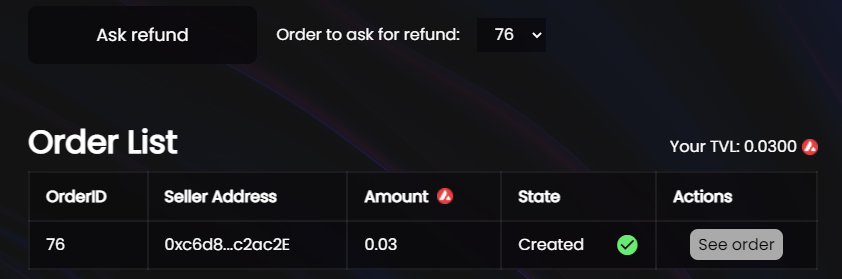 Ask refund Order to ask for refund: 76
Order List
Your TVL: 0.0300
OrderID Seller Address Amount State Actions
76 0xc6d8...c2ac2E 0.03 Created See order